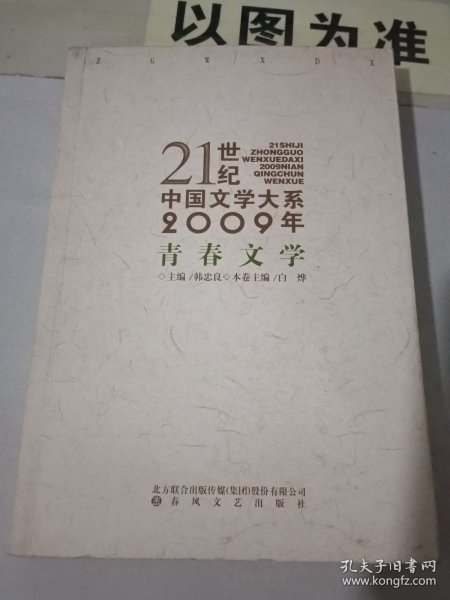 以图为准
Z G W X D X
21世纪
21SHIJI
ZHONGGUO
WENXUEDAXI
2009NIAN
QINGCHUN
WENXUE
中国文学大系
2009年
青春文学
◇主编/韩忠良◇本卷主编/白 烨
北方联合出版传媒(集团)股份有限公司
春风文艺出版社
孔夫子旧书网
www.kongfz.com